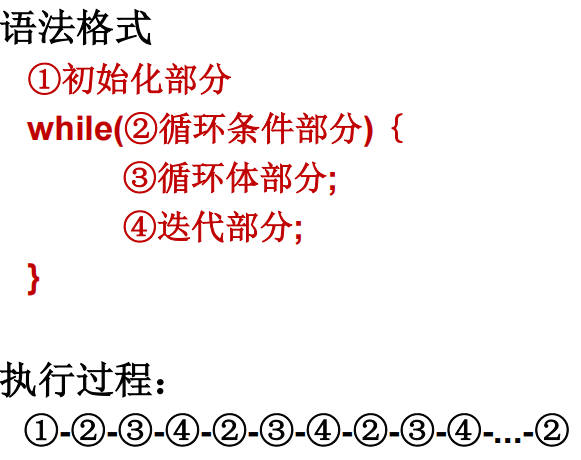 语法格式
①初始化部分
while(②循环条件部分)｛
③循环体部分;
④迭代部分;
}
执行过程：
①-②-③-④-②-③-④-②-③-④-...-②